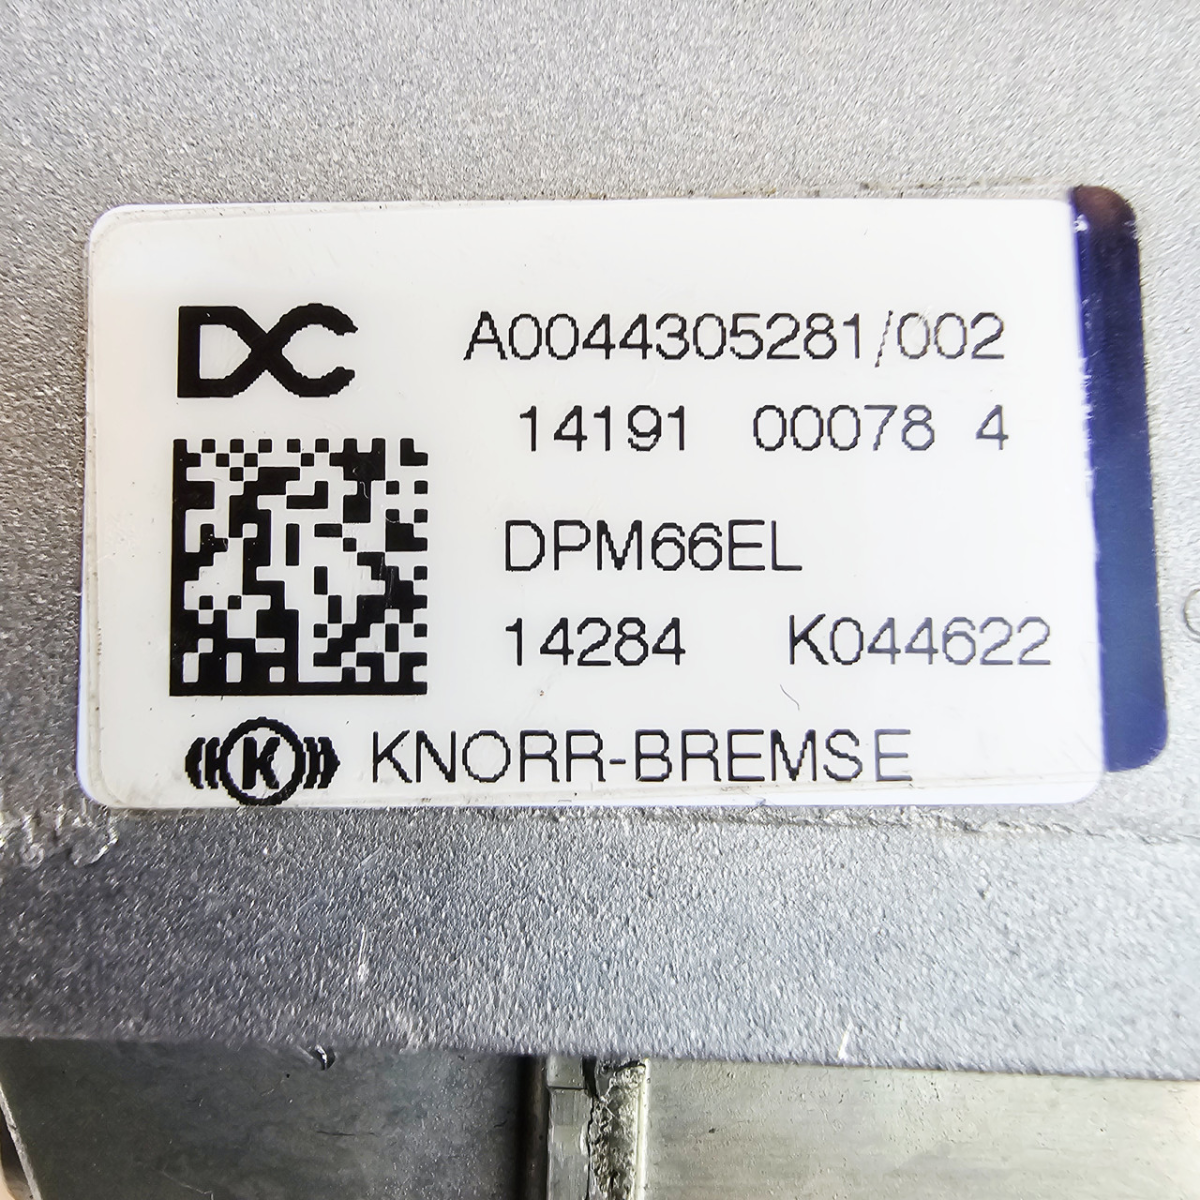 DC
A0044305281/002
14191 00078 4
DPM66EL
14284 K044622
((K)) KNORR-BREMSE